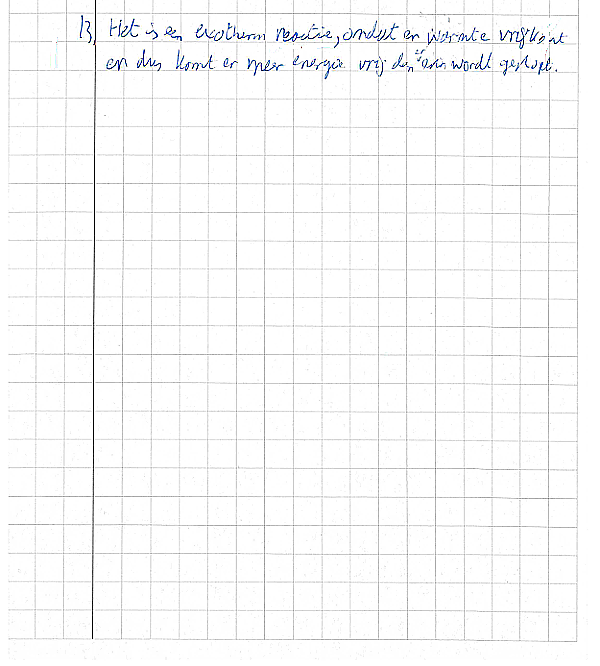 13, Het is een exotherm reactie, omdat er warmte vrijkomt
en dus komt er meer energie vrij dan er in wordt gestopt.